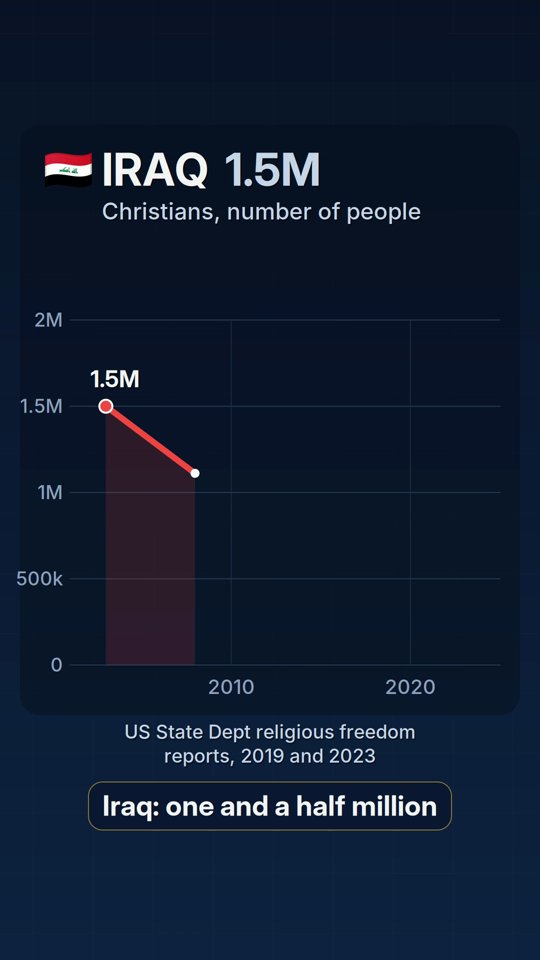 IRAQ 1.5M
Christians, number of people
2M
1.5M
1.5M
1M
500k
0
2010 2020
US State Dept religious freedom
reports, 2019 and 2023
Iraq: one and a half million